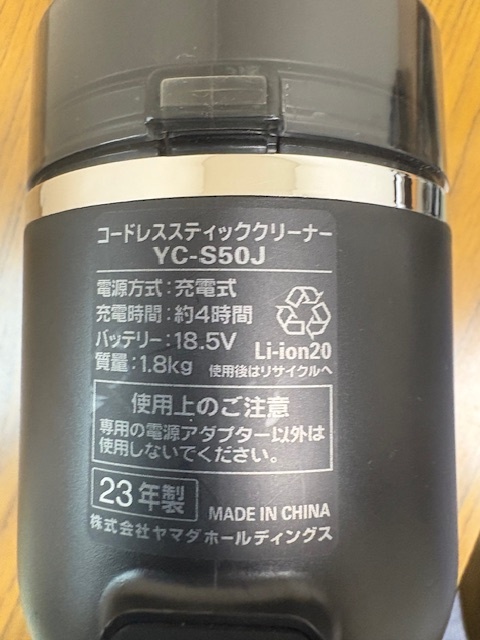 コードレススティッククリーナー
YC-S50J
電源方式：充電式
充電時間：約4時間
バッテリー：18.5V
質量：1.8kg
Li-ion20
使用後はリサイクルへ
使用上のご注意
専用の電源アダプター以外は
使用しないでください。
23年製
MADE IN CHINA
株式会社ヤマダホールディングス